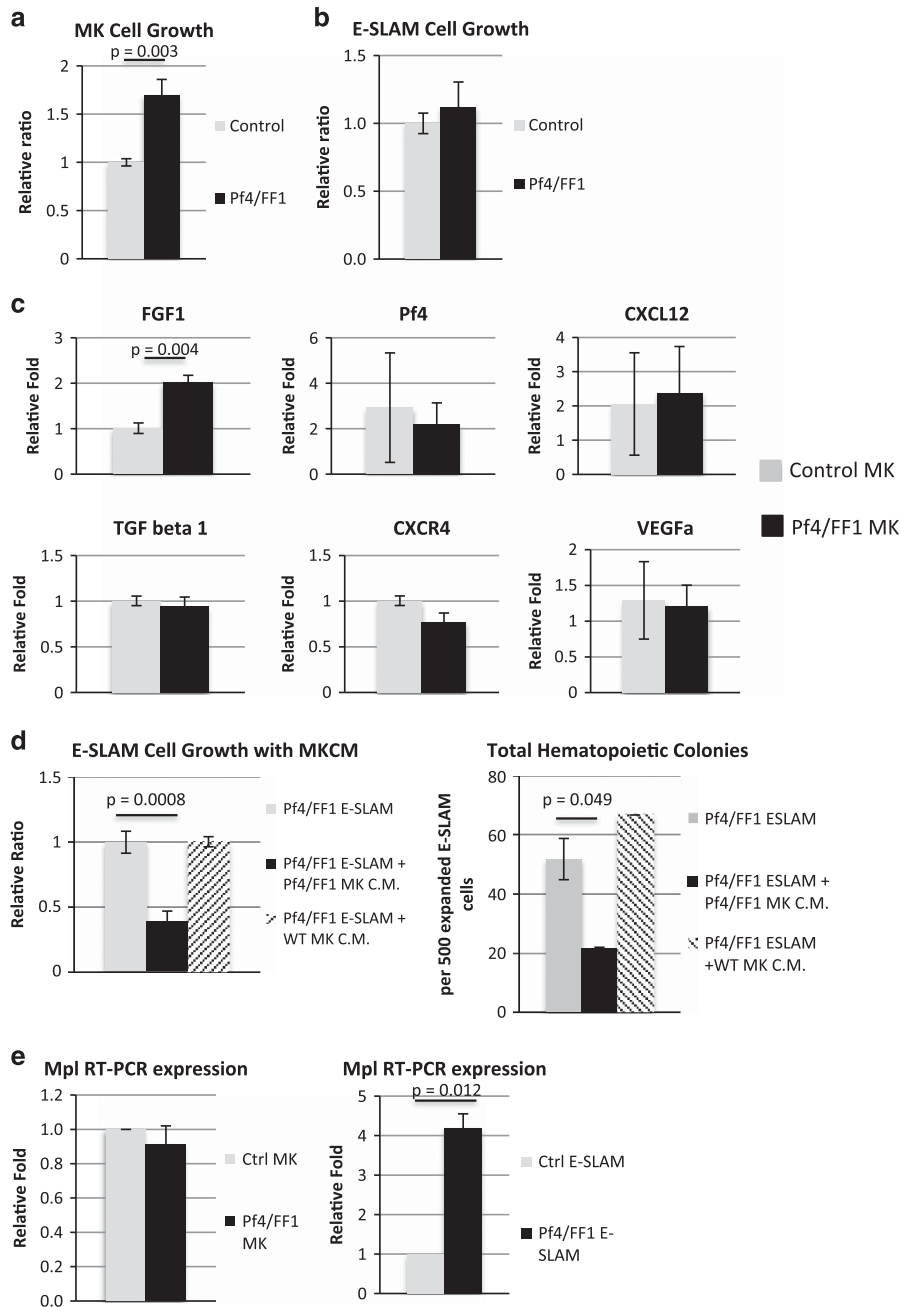 a
MK Cell Growth
p = 0.003
2
1.5
1
0.5
0
Relative ratio
Control
Pf4/FF1
b
E-SLAM Cell Growth
1.5
1.0
0.5
0.0
Relative ratio
Control
Pf4/FF1
c
FGF1
p = 0.004
3
2
1
0
Relative Fold
Pf4
6
4
2
0
Relative Fold
CXCL12
4
3
2
1
0
Relative Fold
Control MK
Pf4/FF1 MK
TGF beta 1
1.5
1
0.5
0
Relative Fold
CXCR4
1.5
1
0.5
0
Relative Fold
VEGFa
2
1.5
1
0.5
0
Relative Fold
d
E-SLAM Cell Growth with MKCM
1.5
1
0.5
0
Relative Ratio
p = 0.0008
Pf4/FF1 E-SLAM
Pf4/FF1 E-SLAM +
Pf4/FF1 MK C.M.
Pf4/FF1 E-SLAM +
WT MK C.M.
Total Hematopoietic Colonies
80
60
40
20
0
per 500 expanded E-SLAM
cells
p = 0.049
Pf4/FF1 ESLAM
Pf4/FF1 ESLAM +
Pf4/FF1 MK C.M.
Pf4/FF1 ESLAM
+WT MK C.M.
e
Mpl RT-PCR expression
1.2
1.0
0.8
0.6
0.4
0.2
0.0
Relative Fold
Ctrl MK
Pf4/FF1
MK
Mpl RT-PCR expression
p = 0.012
5
4
3
2
1
0
Relative Fold
Ctrl E-SLAM
Pf4/FF1 E-
SLAM